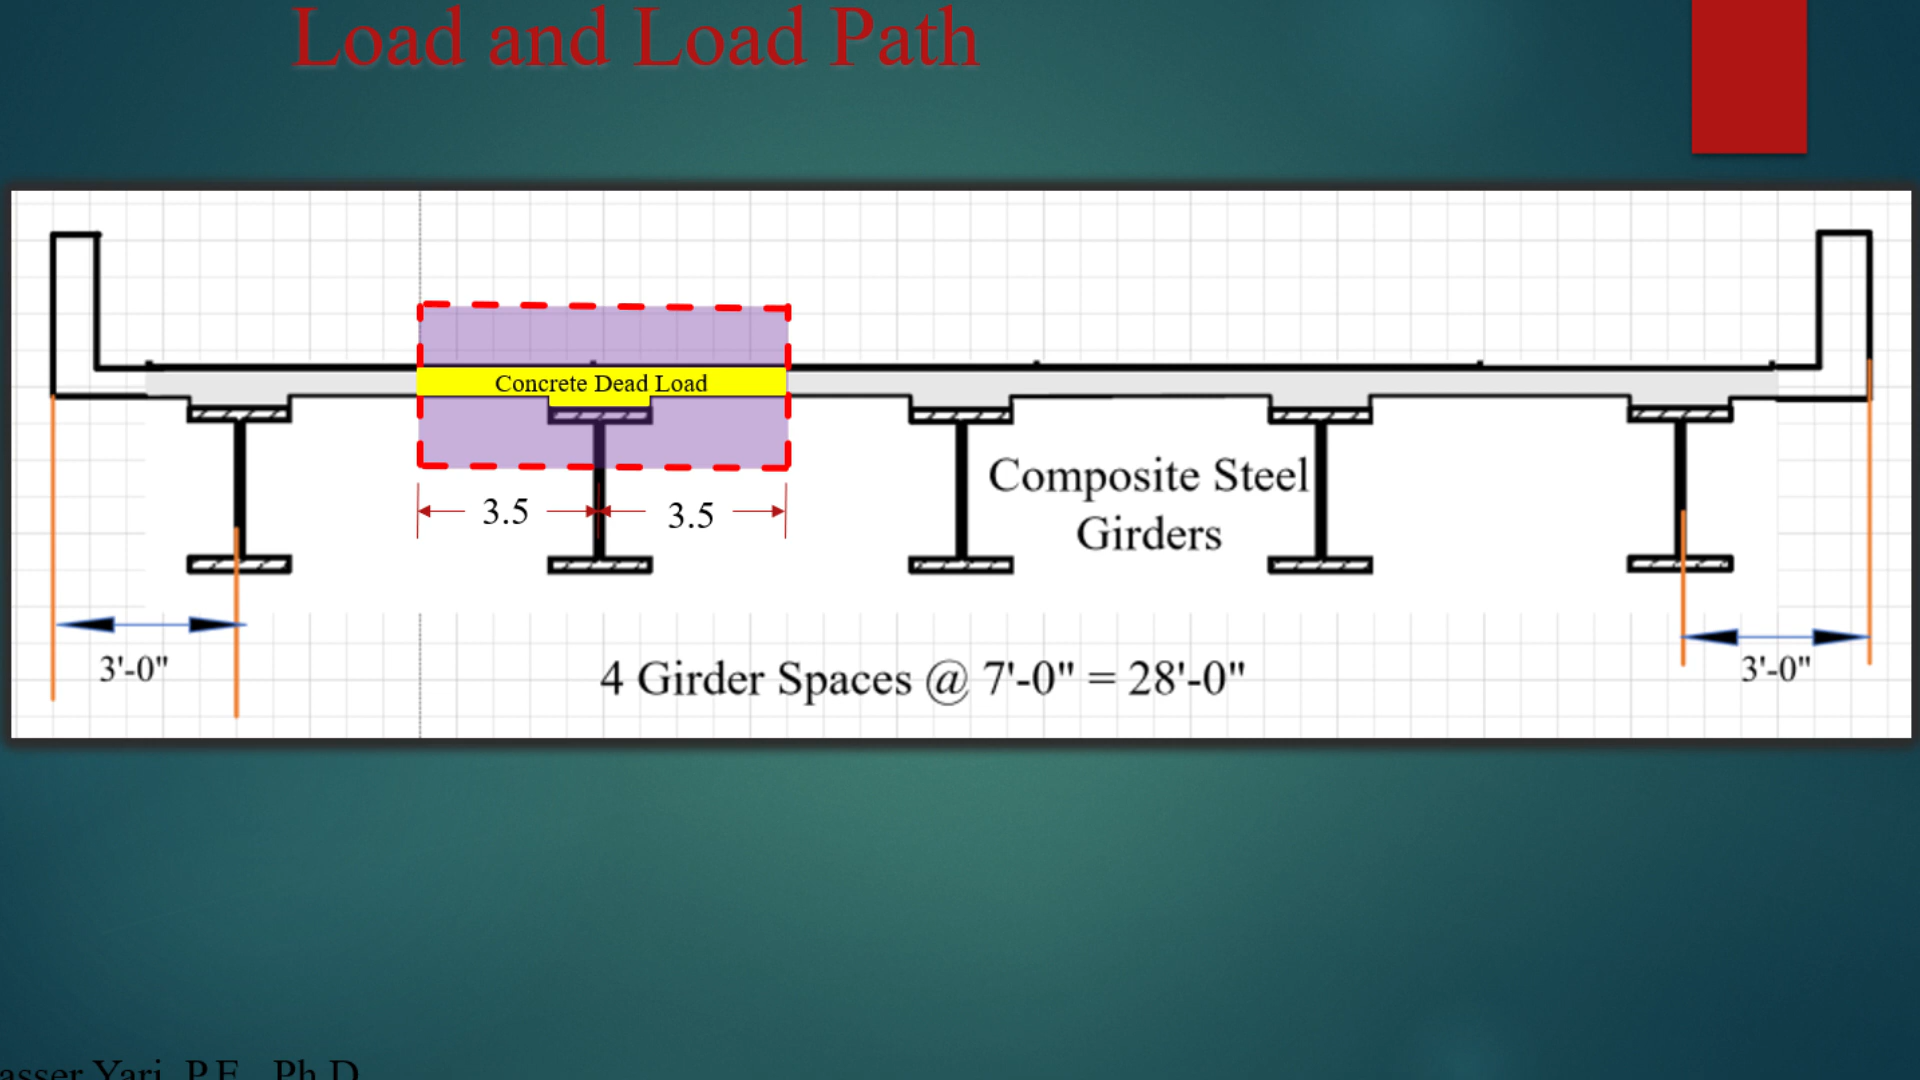 Load and Load Path
Concrete Dead Load
3.5
3.5
Composite Steel
Girders
3'-0"
4 Girder Spaces @ 7'-0" = 28'-0"
3'-0"
Yari, P.E., Ph.D